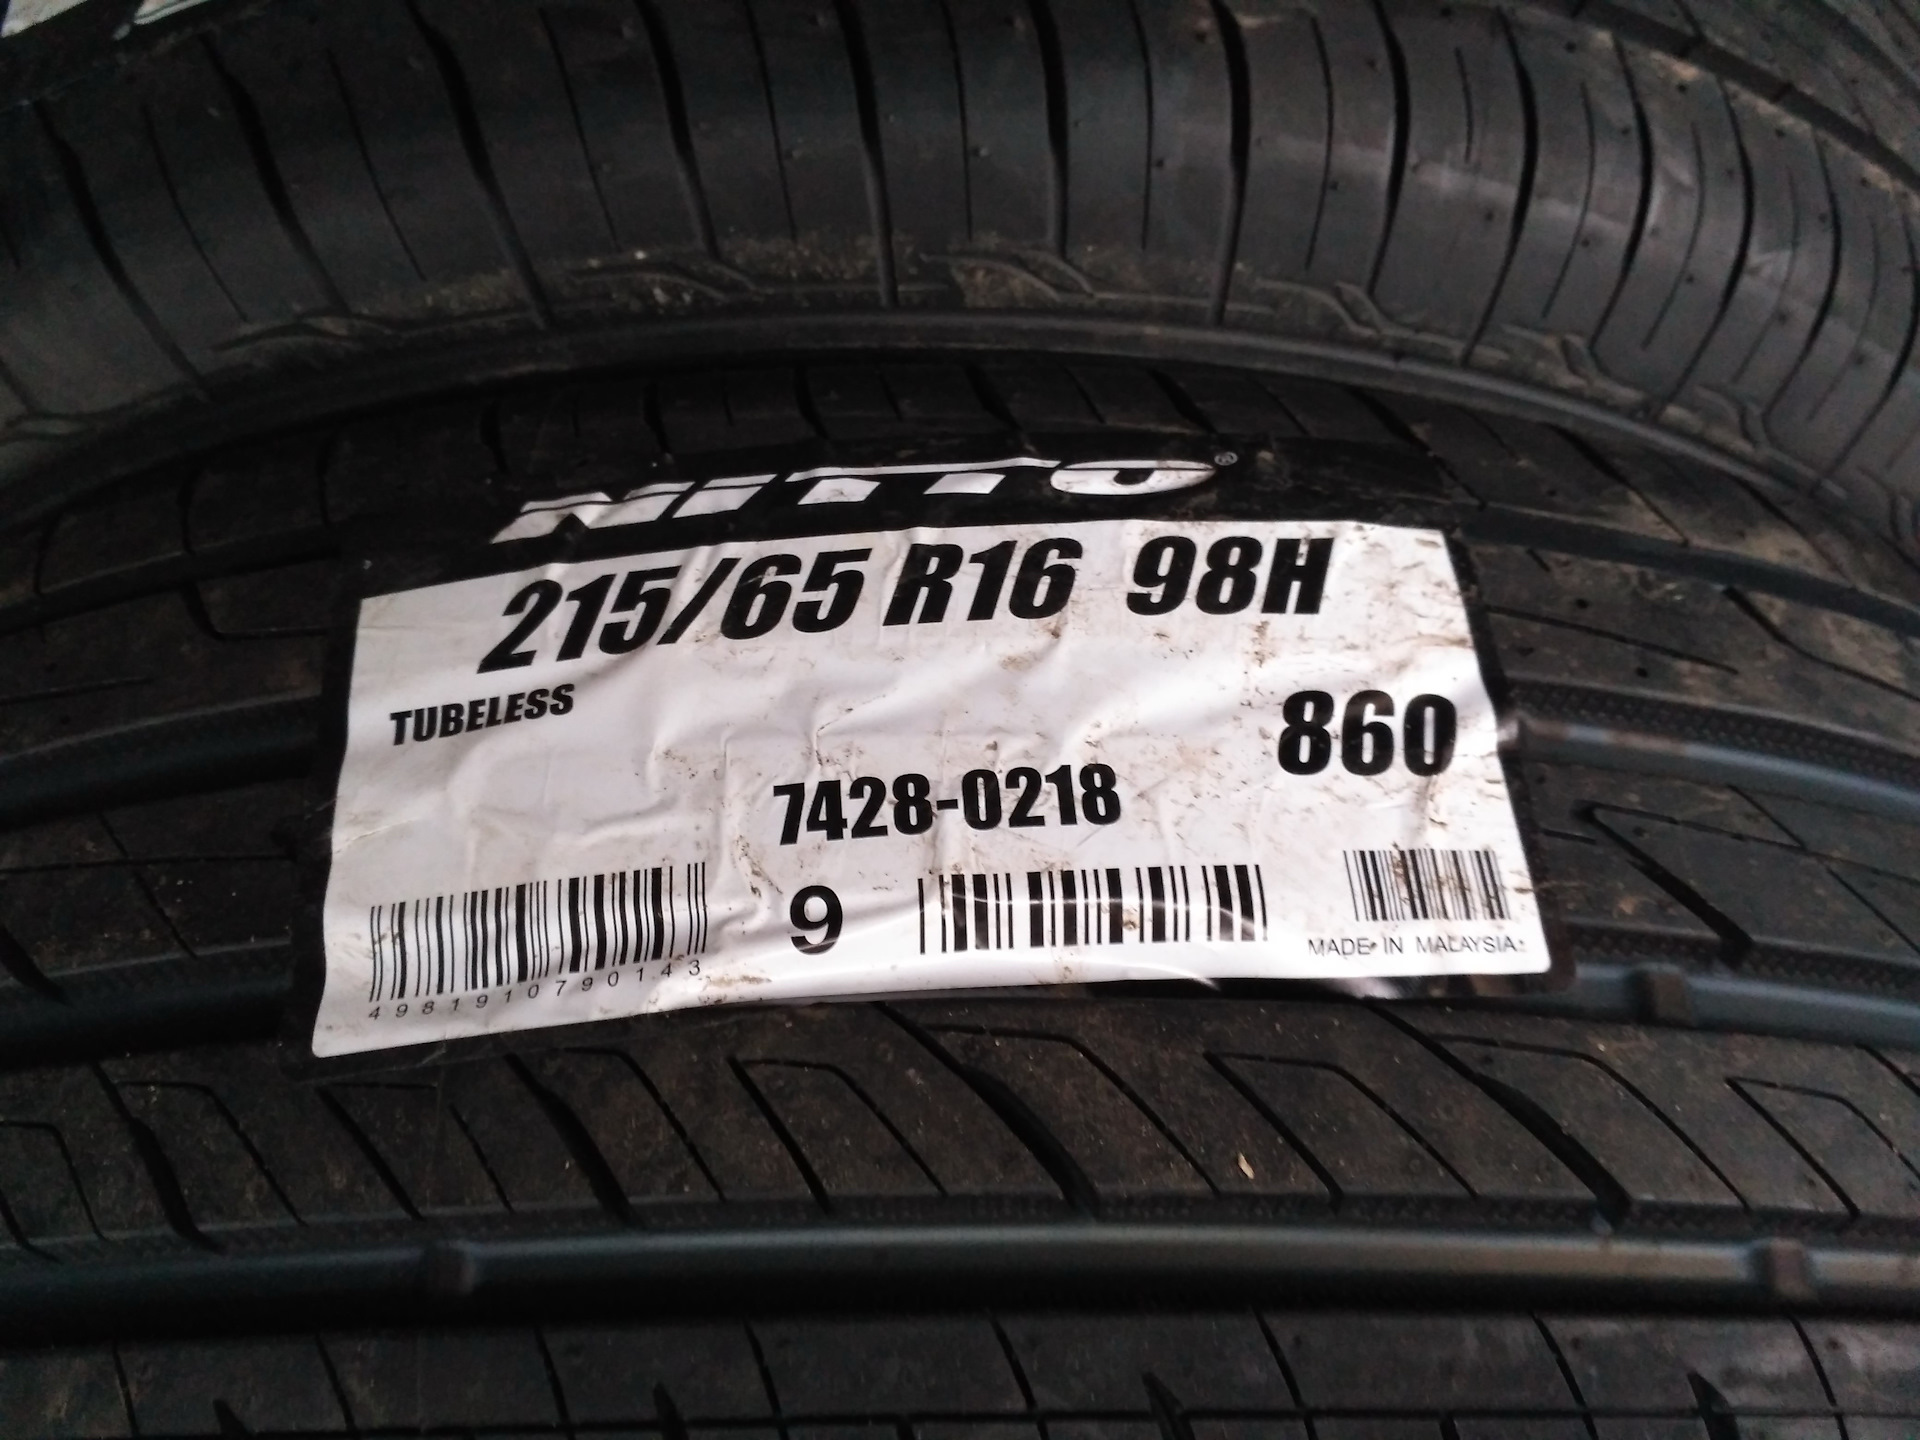 NITTO®
215/65 R16 98H
TUBELESS
860
7428-0218
9
4981910790143
MADE IN MALAYSIA